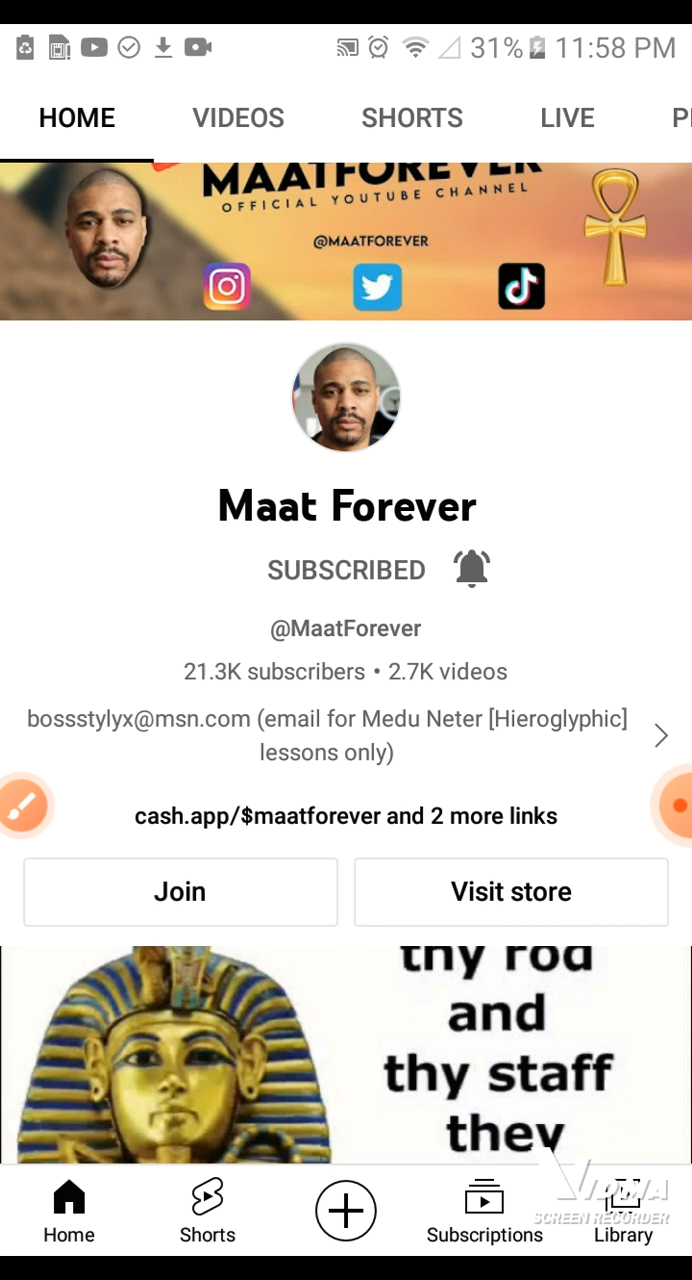 31% 11:58 PM
HOME VIDEOS SHORTS LIVE
MAATFOREVER
OFFICIAL YOUTUBE CHANNEL
@MAATFOREVER
Maat Forever
SUBSCRIBED
@MaatForever
21.3K subscribers • 2.7K videos
bossstylyx@msn.com (email for Medu Neter [Hieroglyphic]
lessons only)
cash.app/$maatforever and 2 more links
Join Visit store
thy rod
and
thy staff
they
Home Shorts Subscriptions Library
VIDMA
SCREEN RECORDER